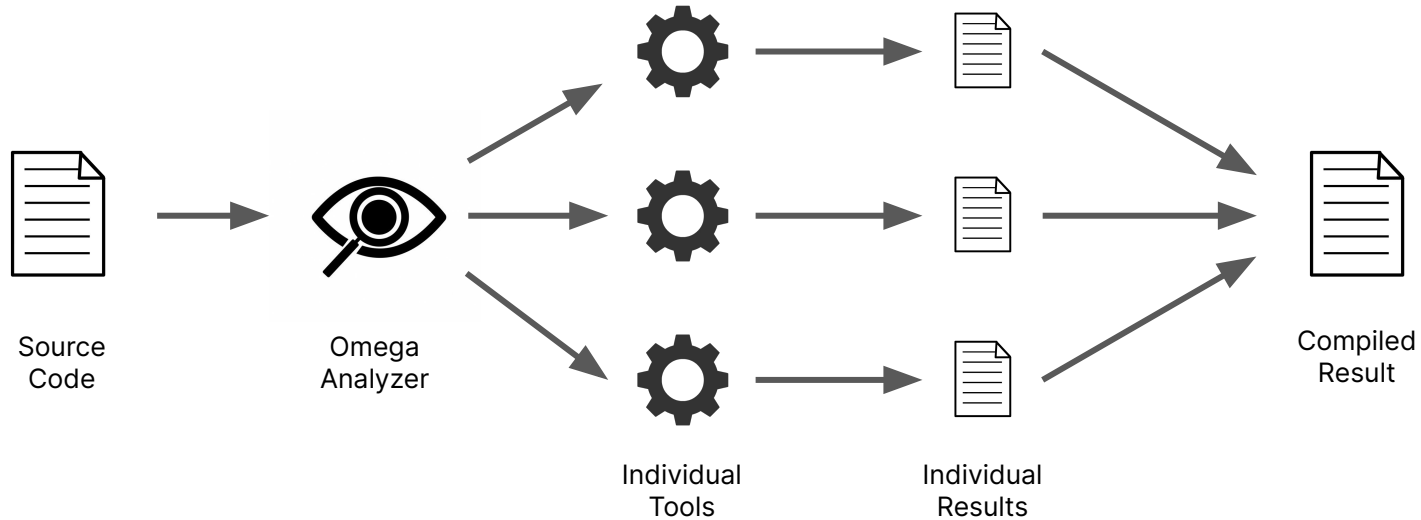 Source
Code
Omega
Analyzer
Individual
Tools
Individual
Results
Compiled
Result